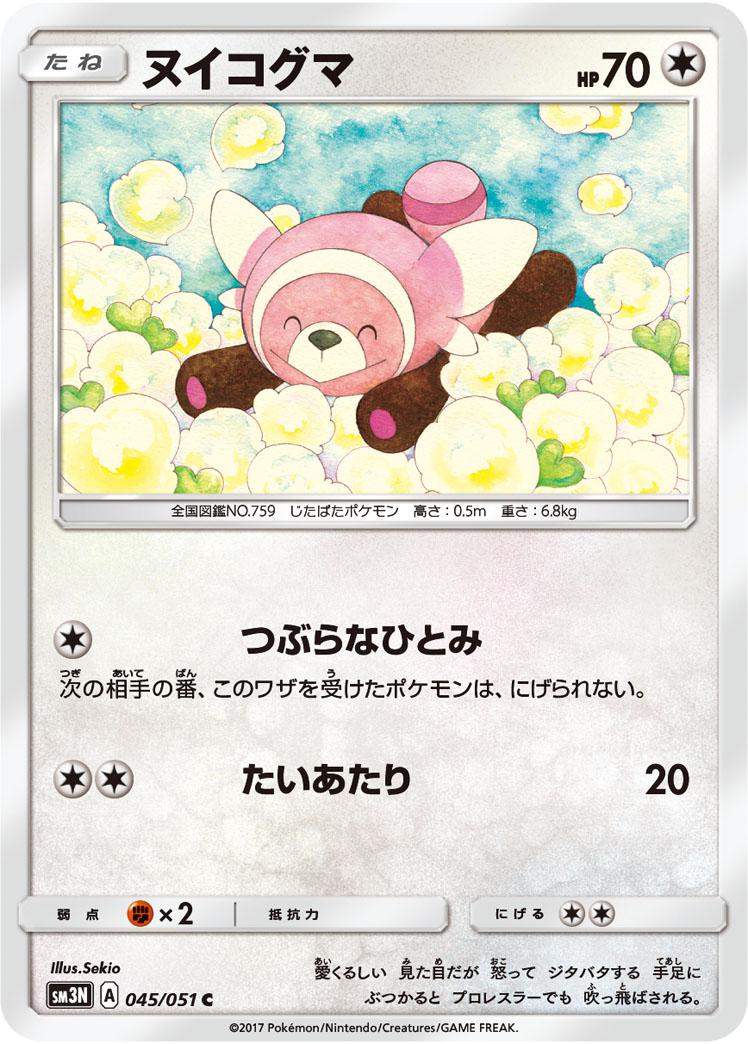 たね ヌイコグマ HP70
全国図鑑NO.759 じたばたポケモン 高さ:0.5m 重さ:6.8kg
つぶらなひとみ
次の相手の番、このワザを受けたポケモンは、にげられない。
たいあたり 20
弱点 ×2 抵抗力 にげる
Illus.Sekio
愛くるしい 見た目だが 怒って ジタバタする 手足に
ぶつかると プロレスラーでも 吹っ飛ばされる。
SM3N A 045/051 C
©2017 Pokémon/Nintendo/Creatures/GAME FREAK.